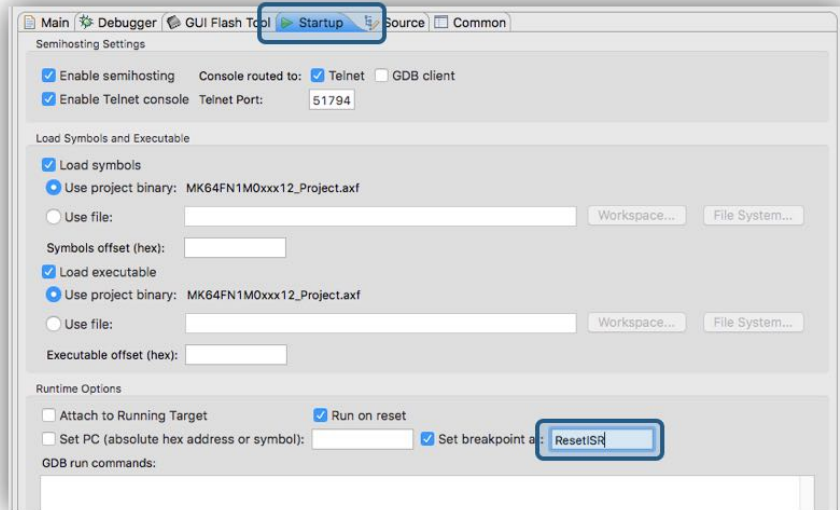 Main Debugger GUI Flash Tool Startup Source Common
Semihosting Settings
Enable semihosting Console routed to: Telnet GDB client
Enable Telnet console Telnet Port: 51794
Load Symbols and Executable
Load symbols
Use project binary: MK64FN1M0xxx12_Project.axf
Use file: Workspace... File System...
Symbols offset (hex):
Load executable
Use project binary: MK64FN1M0xxx12_Project.axf
Use file: Workspace... File System...
Executable offset (hex):
Runtime Options
Attach to Running Target Run on reset
Set PC (absolute hex address or symbol): Set breakpoint at: ResetISR
GDB run commands: